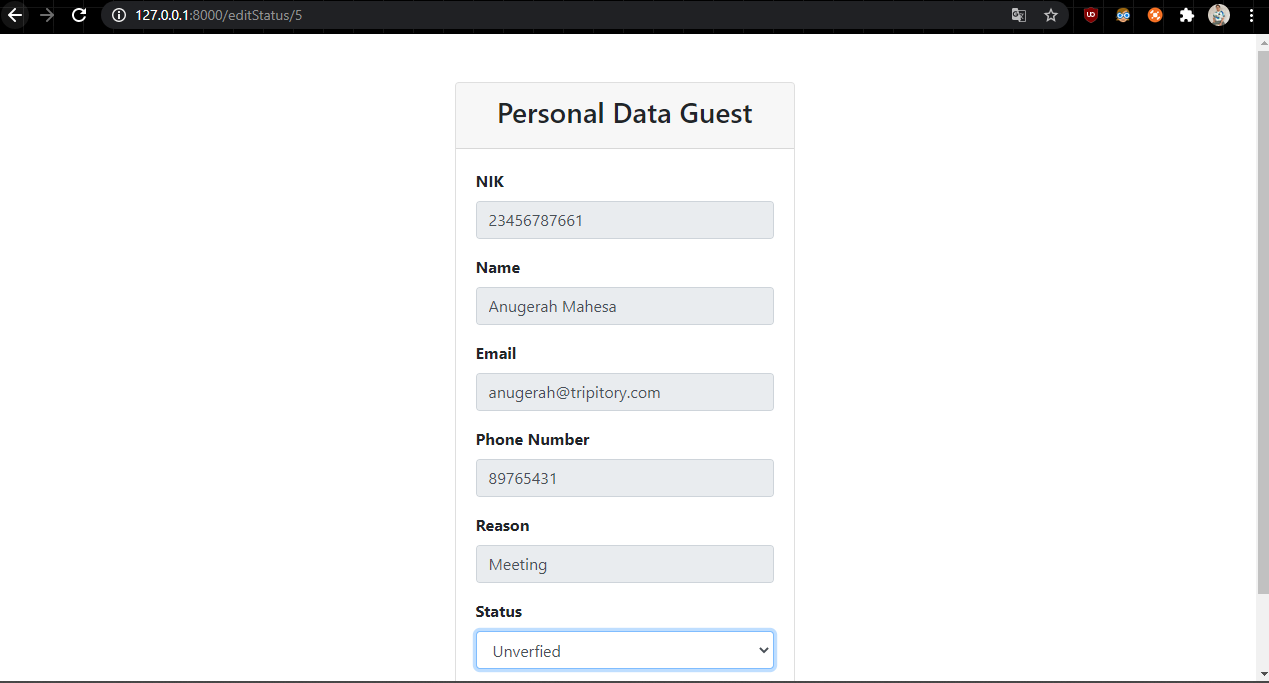 127.0.0.1:8000/editStatus/5
Personal Data Guest
NIK
23456787661
Name
Anugerah Mahesa
Email
anugerah@tripitory.com
Phone Number
89765431
Reason
Meeting
Status
Unverfied